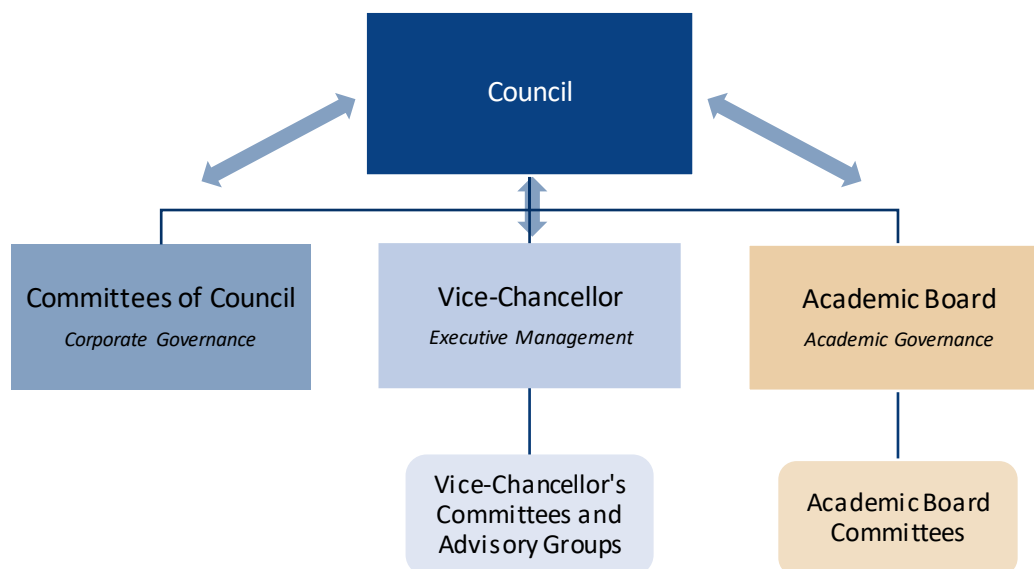 Council
Committees of Council
Corporate Governance
Vice-Chancellor
Executive Management
Academic Board
Academic Governance
Vice-Chancellor's
Committees and
Advisory Groups
Academic Board
Committees